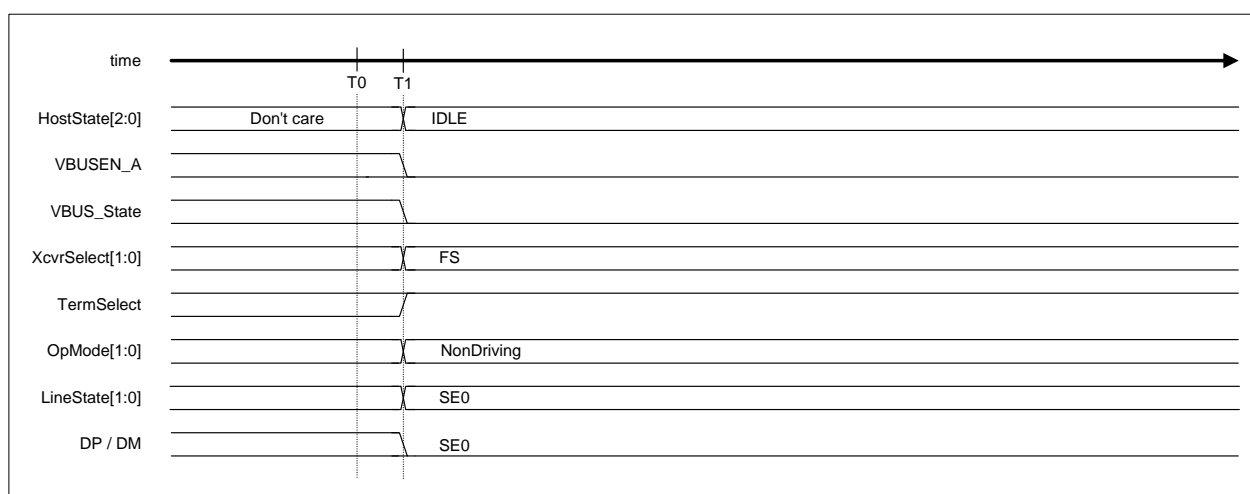 time
T0 T1
HostState[2:0] Don't care IDLE
VBUSEN_A
VBUS_State
XcvrSelect[1:0] FS
TermSelect
OpMode[1:0] NonDriving
LineState[1:0] SE0
DP / DM SE0